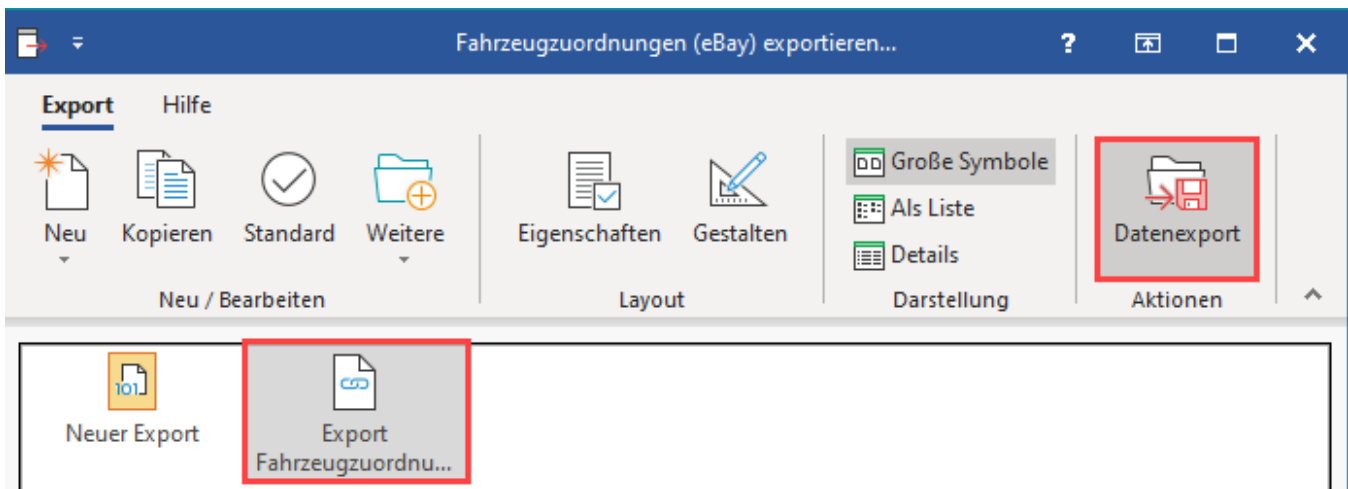 Fahrzeugzuordnungen (eBay) exportieren...
?
Export Hilfe
Neu Kopieren Standard Weitere Eigenschaften Gestalten Große Symbole Als Liste Details Datenexport
Neu / Bearbeiten Layout Darstellung Aktionen
101
Neuer Export
Export
Fahrzeugzuordnu...